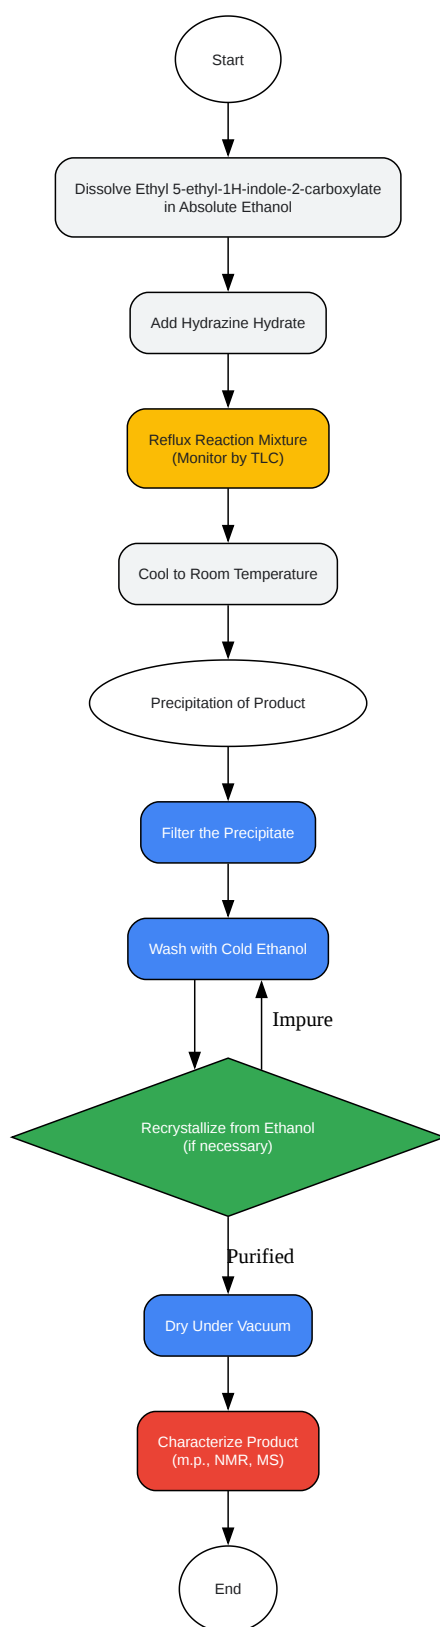 Start
Dissolve Ethyl 5-ethyl-1H-indole-2-carboxylate
in Absolute Ethanol
Add Hydrazine Hydrate
Reflux Reaction Mixture
(Monitor by TLC)
Cool to Room Temperature
Precipitation of Product
Filter the Precipitate
Wash with Cold Ethanol
Impure
Recrystallize from Ethanol
(if necessary)
Purified
Dry Under Vacuum
Characterize Product
(m.p., NMR, MS)
End